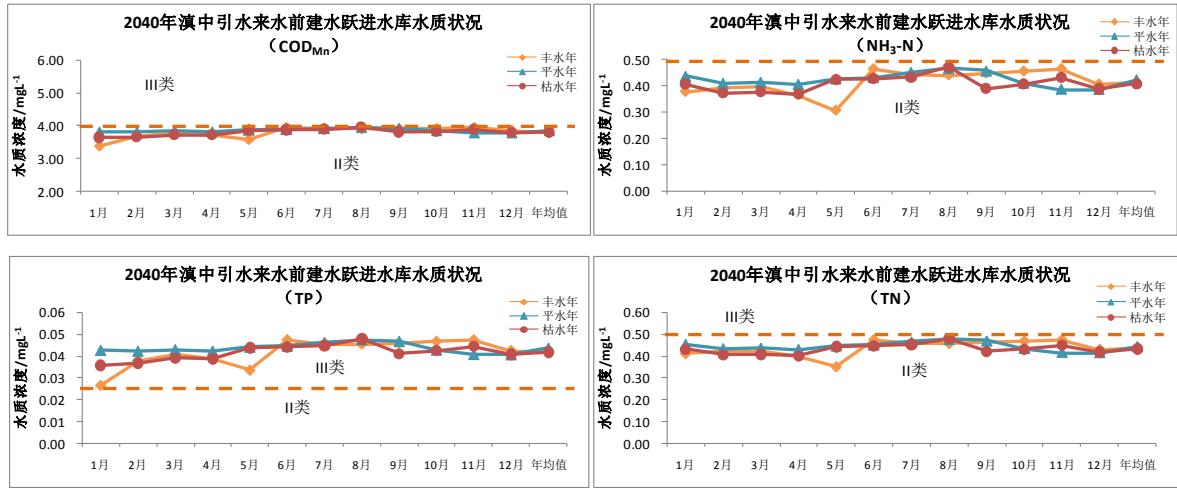 2040年滇中引水来水前建水跃进水库水质状况
（CODMn）
丰水年
平水年
枯水年
水质浓度/mgL-1
6.00
5.00
4.00
3.00
2.00
III类
II类
1月 2月 3月 4月 5月 6月 7月 8月 9月 10月 11月 12月 年均值
2040年滇中引水来水前建水跃进水库水质状况
（NH3-N）
丰水年
平水年
枯水年
水质浓度/mgL-1
0.50
0.40
0.30
0.20
0.10
0.00
II类
1月 2月 3月 4月 5月 6月 7月 8月 9月 10月 11月 12月 年均值
2040年滇中引水来水前建水跃进水库水质状况
（TP）
丰水年
平水年
枯水年
水质浓度/mgL-1
0.06
0.05
0.04
0.03
0.02
0.01
0.00
III类
II类
1月 2月 3月 4月 5月 6月 7月 8月 9月 10月 11月 12月 年均值
2040年滇中引水来水前建水跃进水库水质状况
（TN）
丰水年
平水年
枯水年
水质浓度/mgL-1
0.60
0.50
0.40
0.30
0.20
0.10
0.00
III类
II类
1月 2月 3月 4月 5月 6月 7月 8月 9月 10月 11月 12月 年均值